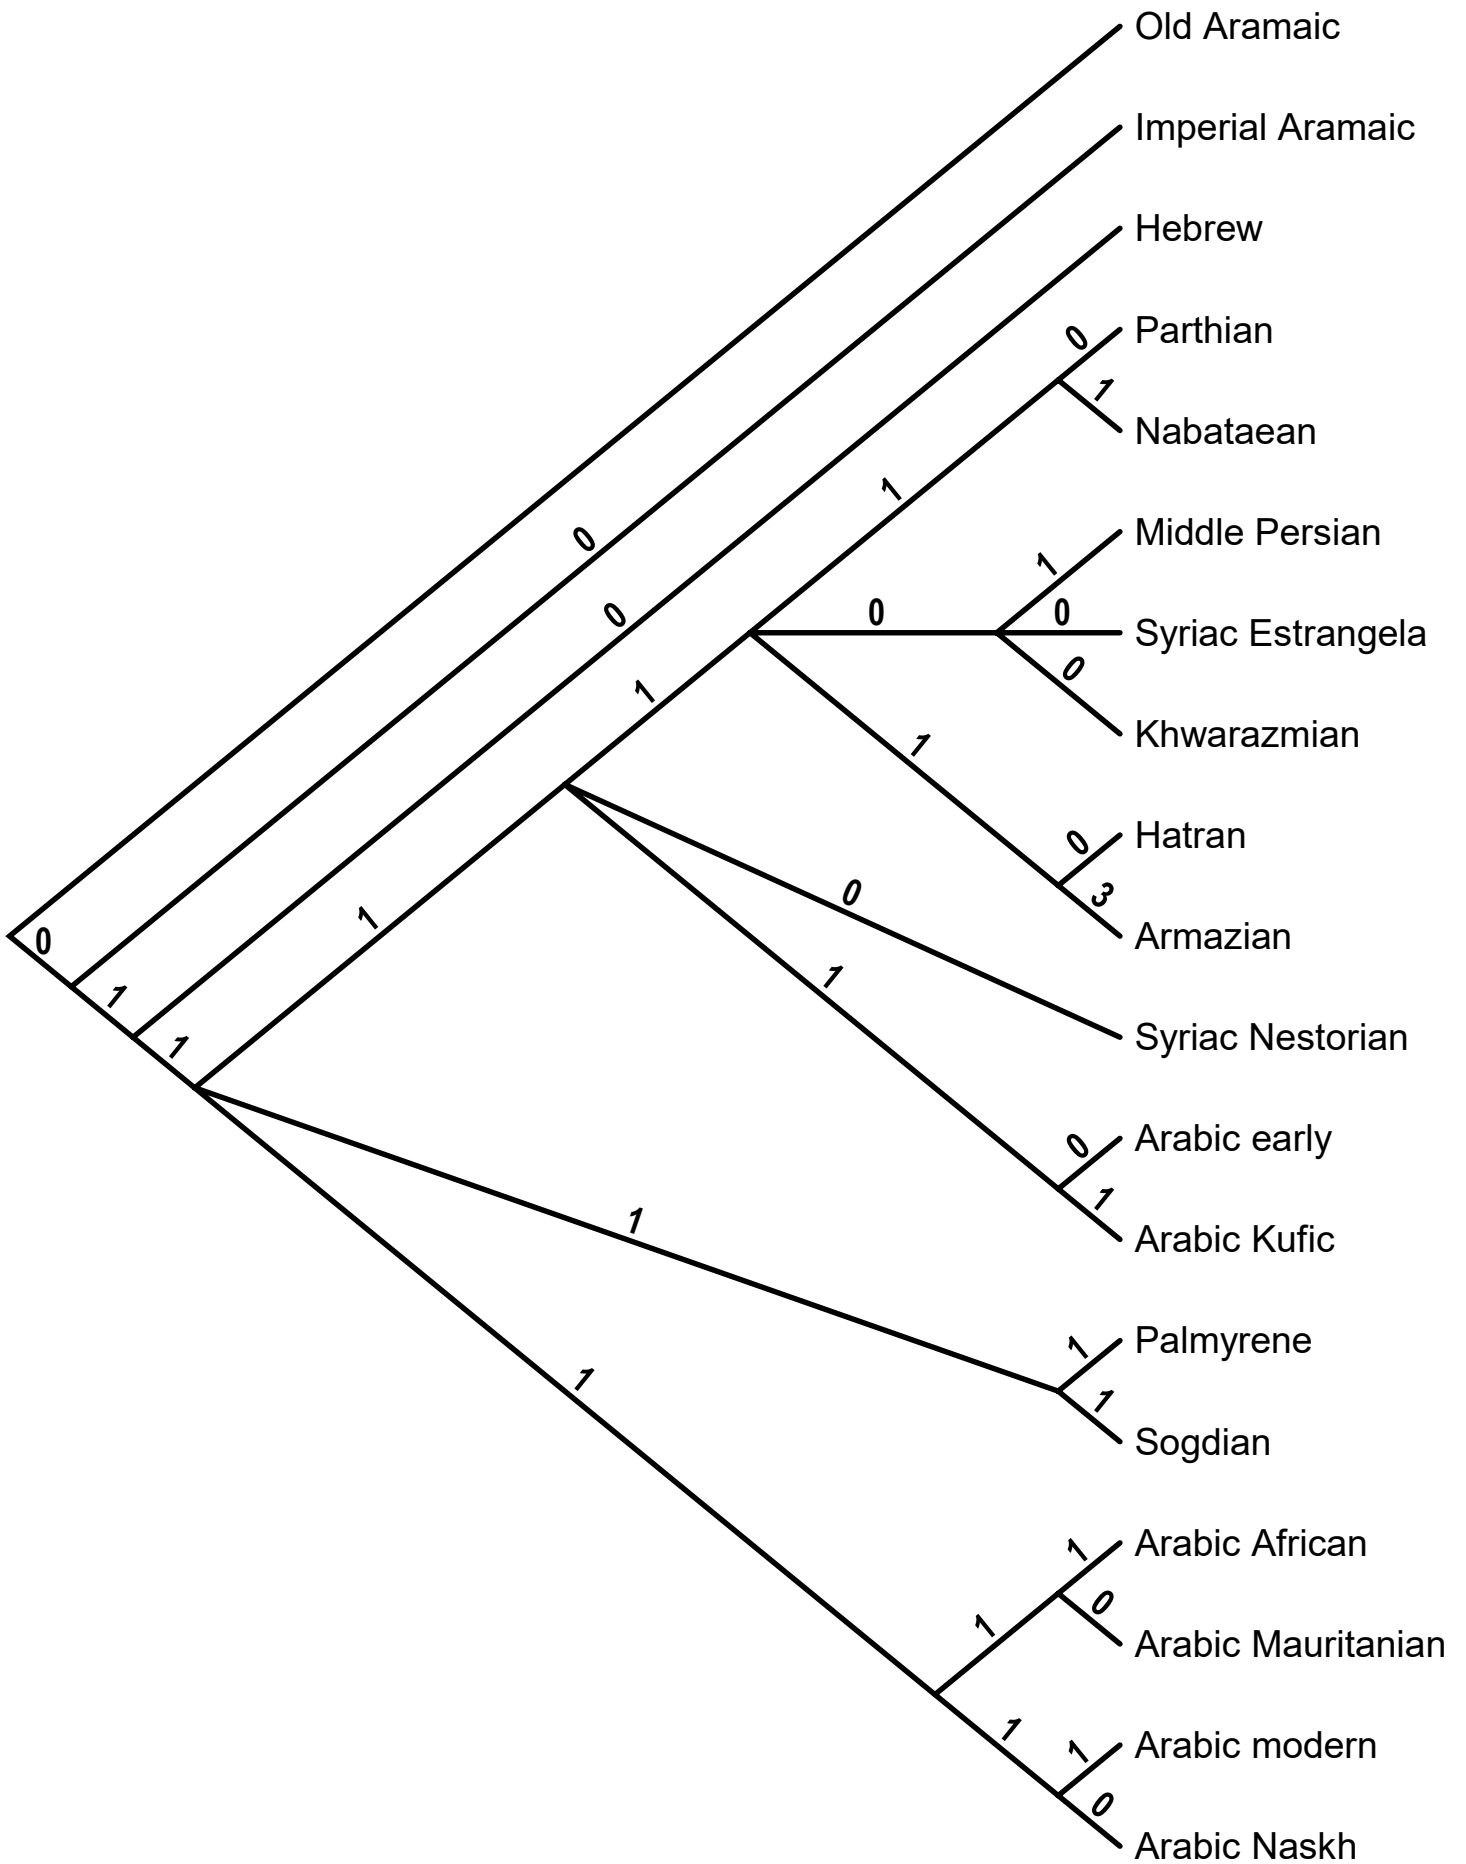 Old Aramaic
Imperial Aramaic
Hebrew
0
Parthian
1
Nabataean
1
Middle Persian
1
0
0
0
Syriac Estrangela
0
0
Khwarazmian
1
1
0
Hatran
3
Armazian
0
1
0
1
Syriac Nestorian
1
1
0
Arabic early
1
Arabic Kufic
1
1
Palmyrene
1
1
Sogdian
1
Arabic African
0
1
Arabic Mauritanian
1
1
Arabic modern
0
Arabic Naskh